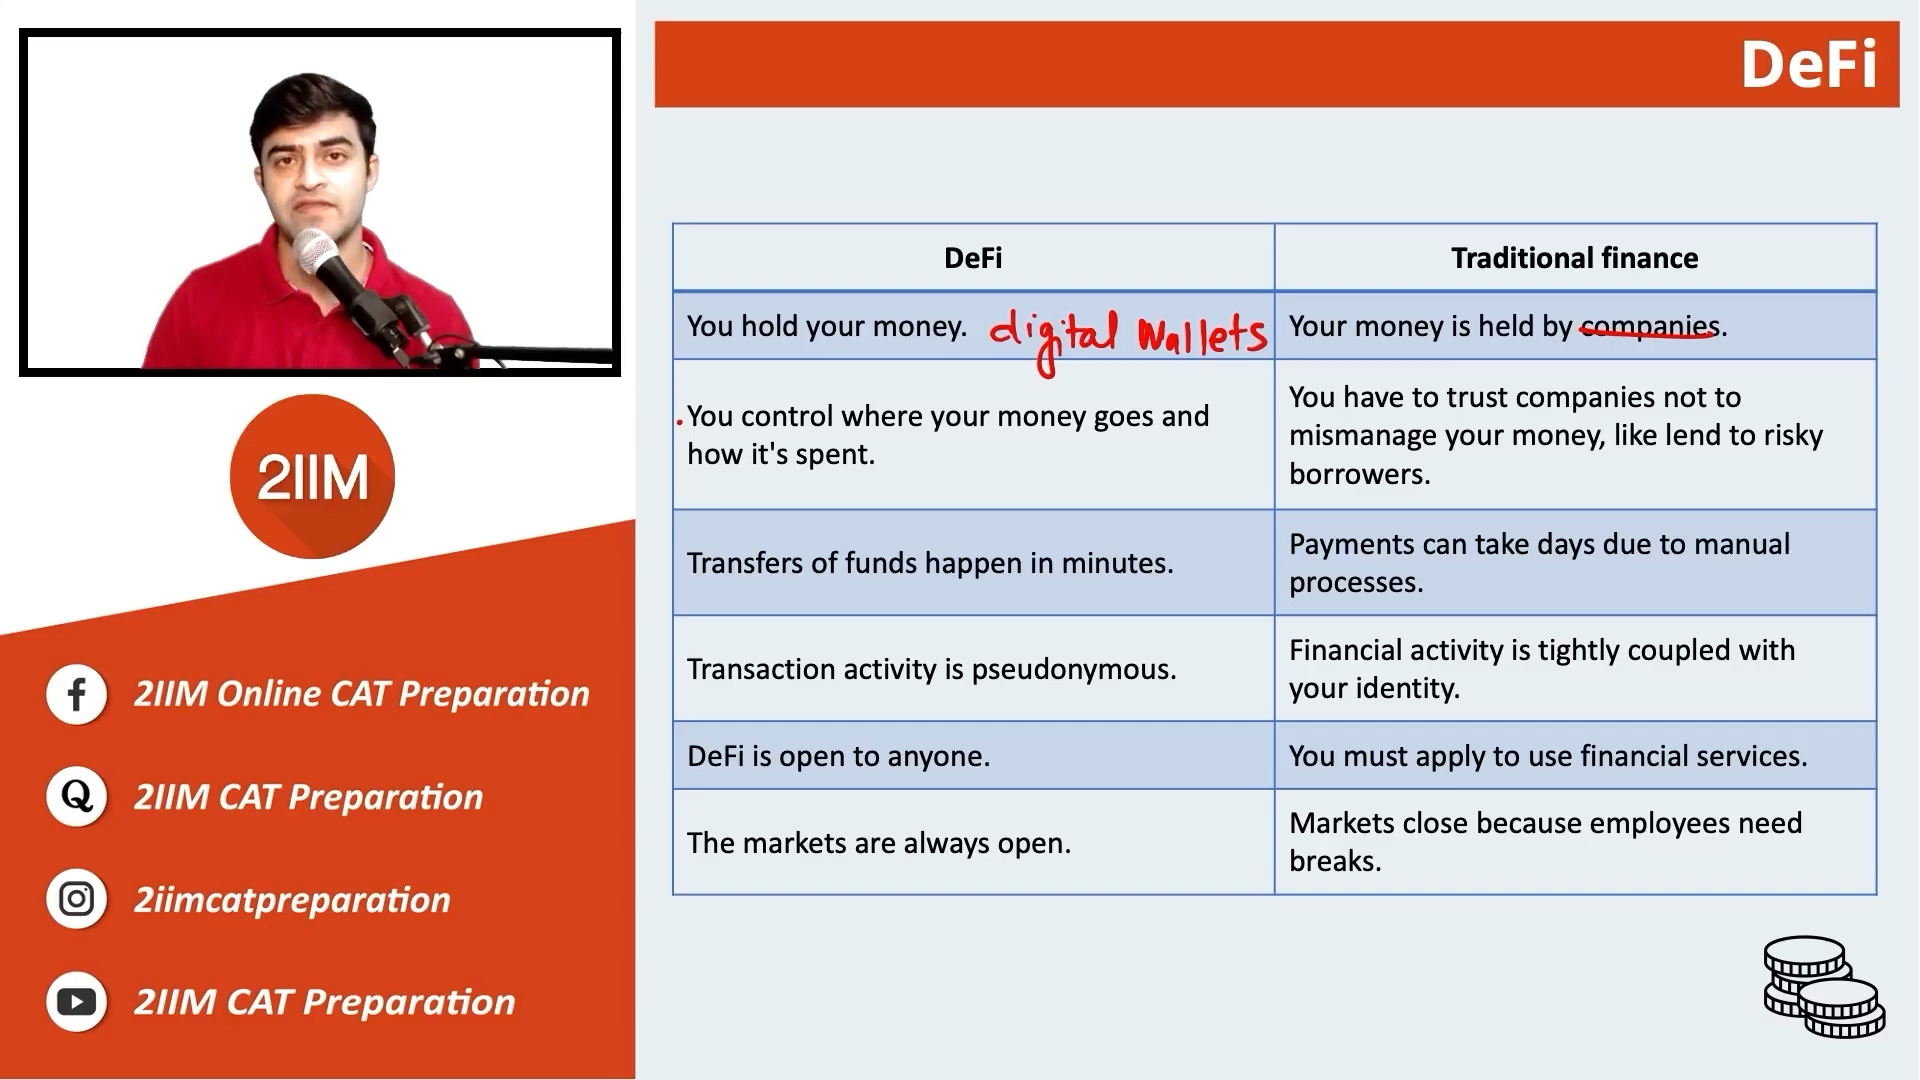 DeFi
DeFi
Traditional finance
You hold your money. digital Wallets
Your money is held by companies.
You control where your money goes and
how it's spent.
You have to trust companies not to
mismanage your money, like lend to risky
borrowers.
Transfers of funds happen in minutes.
Payments can take days due to manual
processes.
Transaction activity is pseudonymous.
Financial activity is tightly coupled with
your identity.
DeFi is open to anyone.
You must apply to use financial services.
The markets are always open.
Markets close because employees need
breaks.
2IIM
2IIM Online CAT Preparation
2IIM CAT Preparation
2iimcatpreparation
2IIM CAT Preparation